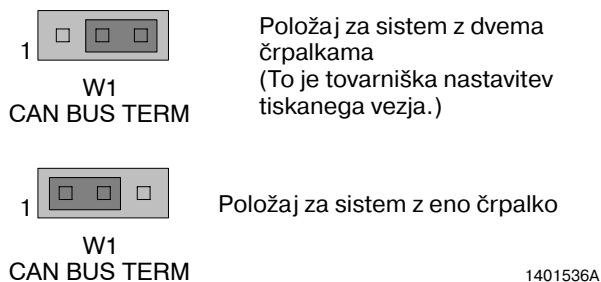 Položaj za sistem z dvema
črpalkama
(To je tovarniška nastavitev
tiskanega vezja.)
1
W1
CAN BUS TERM
1
Položaj za sistem z eno črpalko
W1
CAN BUS TERM
1401536A